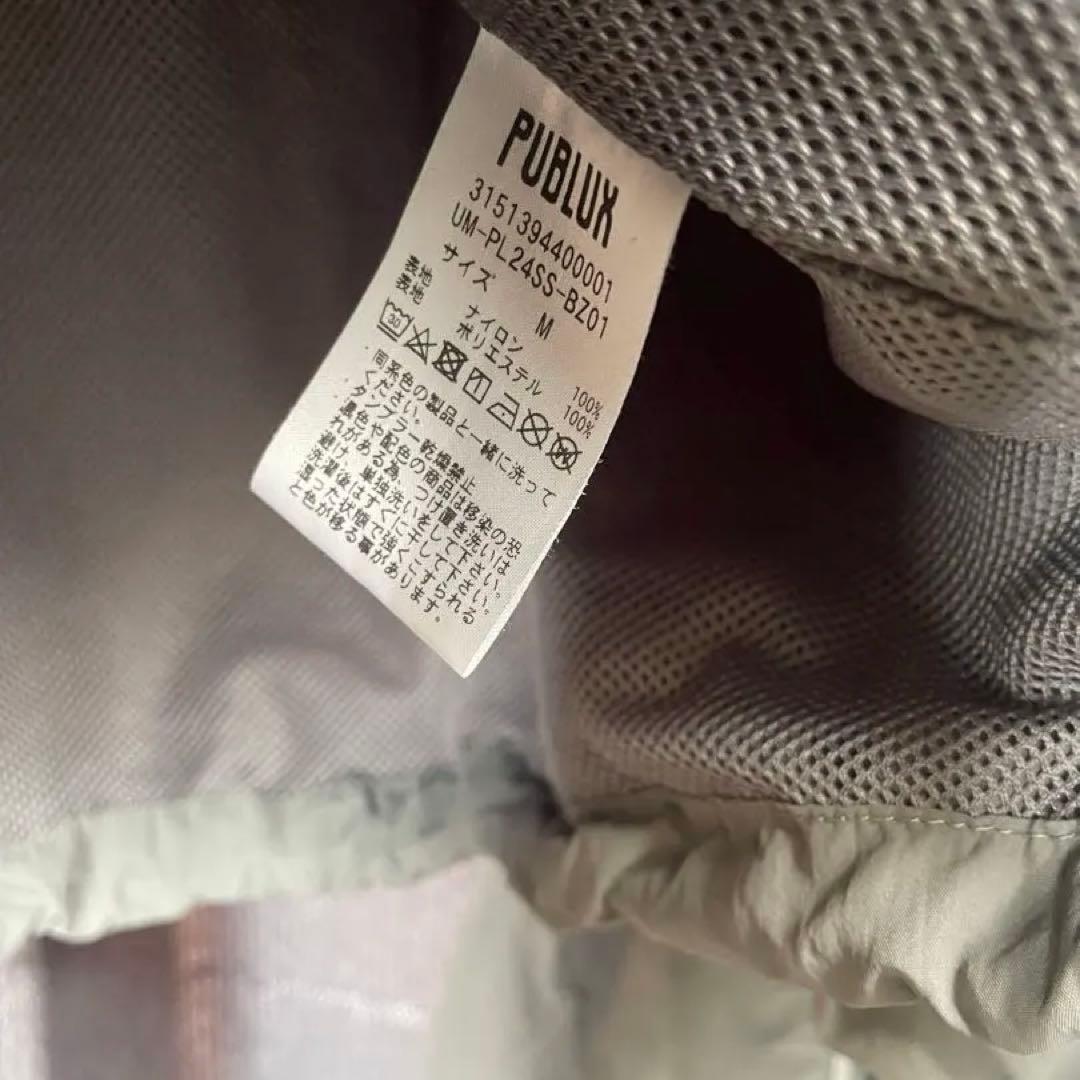 PUBLUX
3151394400001
UM-PL24SS-BZ01
サイズ M
表地 ナイロン 100%
表地 ポリエステル 100%
30
同系色の製品と一緒に洗って
ください。
タンブラー乾燥禁止
濃色や配色の商品は移染の恐
れがある為、つけ置き洗いは
避け、単独洗いをして下さい。
洗濯後はすぐに干して下さい。
湿った状態で強くこすられる
と色が移る事があります。